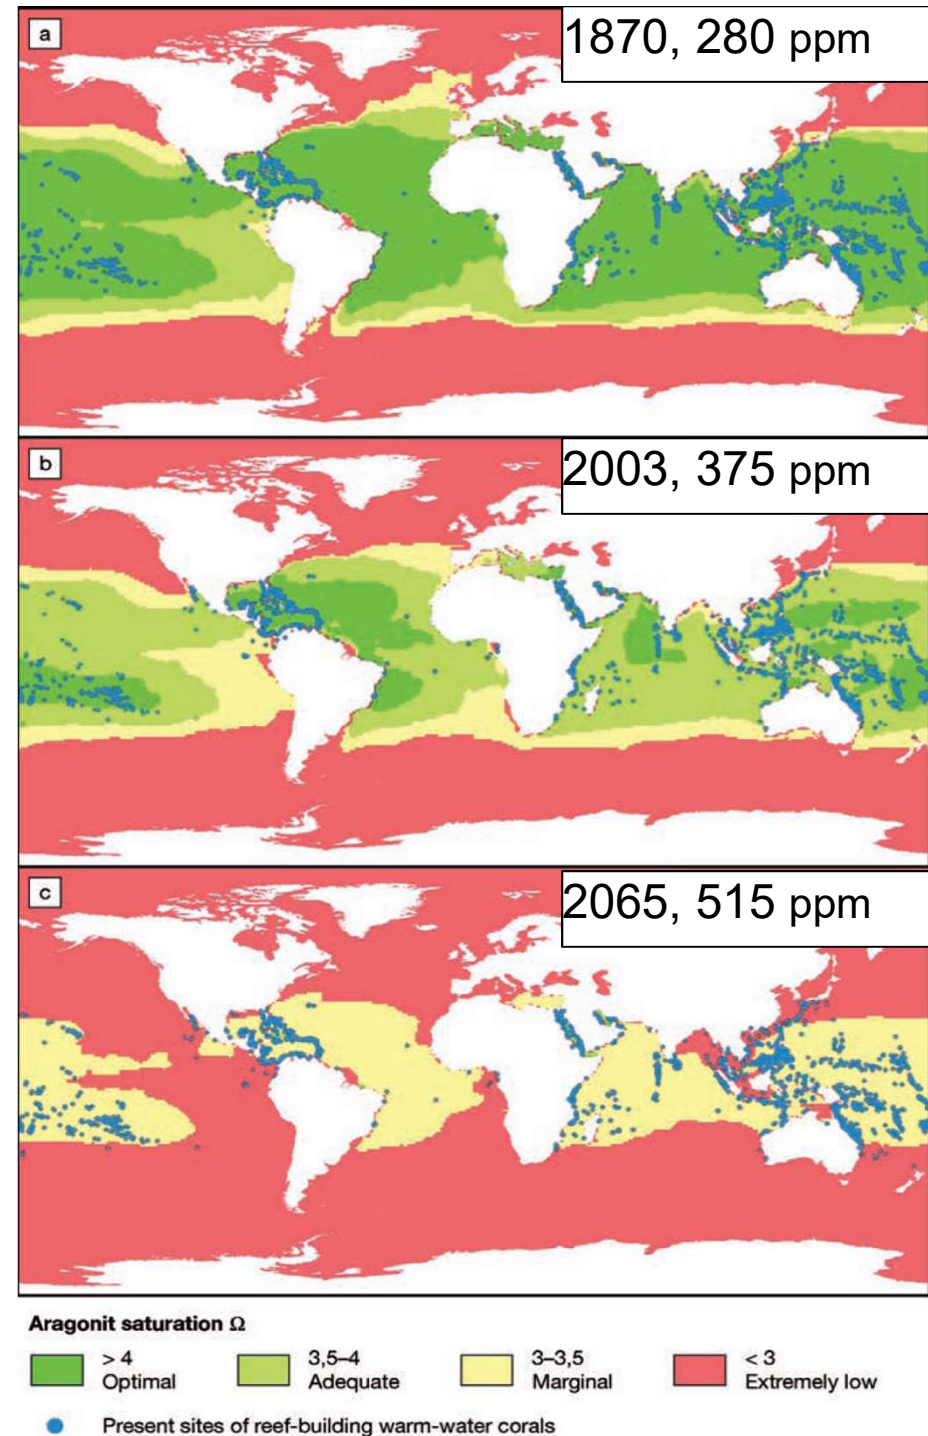 a
1870, 280 ppm
b
2003, 375 ppm
c
2065, 515 ppm
Aragonit saturation Ω
> 4
Optimal
3,5–4
Adequate
3–3,5
Marginal
< 3
Extremely low
Present sites of reef-building warm-water corals